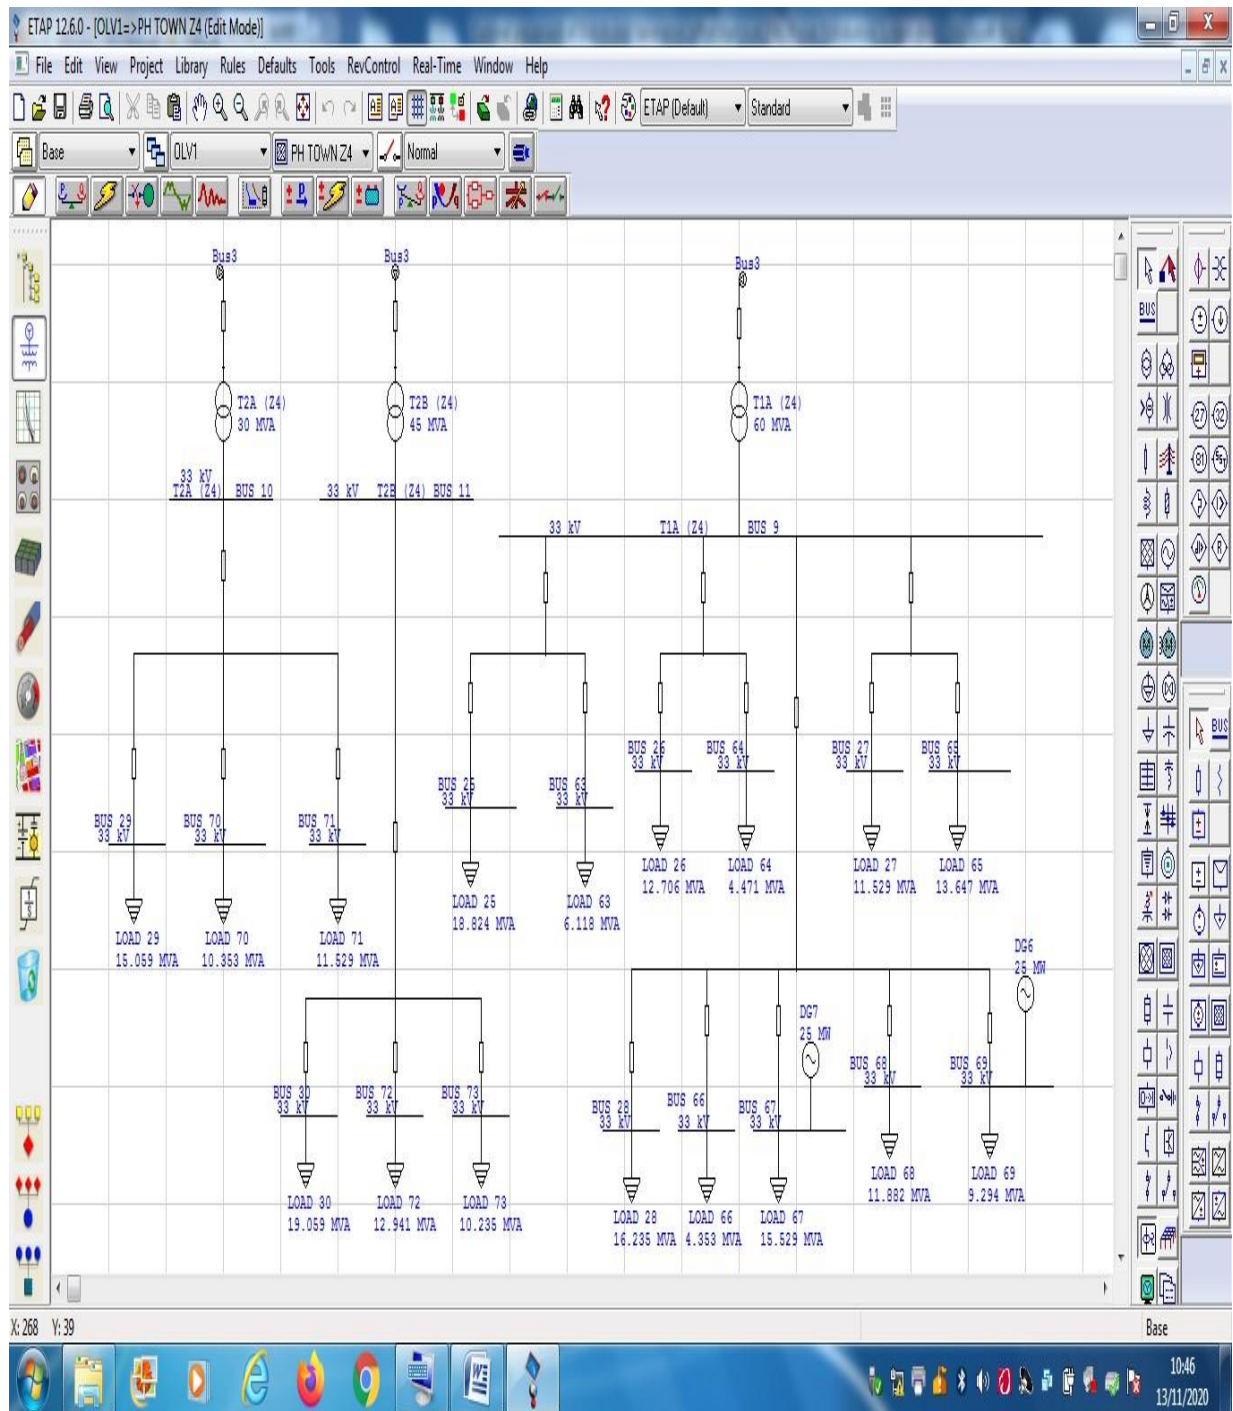 ETAP 12.6.0 - [OLV1=>PH TOWN Z4 (Edit Mode)]
File Edit View Project Library Rules Defaults Tools RevControl Real-Time Window Help
ETAP (Default) Standard
Base OLV1 PH TOWN Z4 Normal
Bus3 Bus3 Bus3
T2A (Z4) T2B (Z4) T1A (Z4)
30 MVA 45 MVA 60 MVA
33 kV
T2A (Z4) BUS 10 33 kV T2B (Z4) BUS 11
33 kV T1A (Z4) BUS 9
BUS 26 BUS 64 BUS 27 BUS 65
33 kV 33 kV 33 kV 33 kV
BUS 25 BUS 63
33 kV 33 kV
BUS 29 BUS 70 BUS 71
33 kV 33 kV 33 kV
LOAD 26 LOAD 64 LOAD 27 LOAD 65
12.706 MVA 4.471 MVA 11.529 MVA 13.647 MVA
LOAD 25 LOAD 63
18.824 MVA 6.118 MVA
LOAD 29 LOAD 70 LOAD 71
15.059 MVA 10.353 MVA 11.529 MVA
DG6
25 MW
DG7
25 MW
BUS 68 BUS 69
33 kV 33 kV
BUS 30 BUS 72 BUS 73
33 kV 33 kV 33 kV
BUS 28 BUS 66 BUS 67
33 kV 33 kV 33 kV
LOAD 68 LOAD 69
11.882 MVA 9.294 MVA
LOAD 30 LOAD 72 LOAD 73
19.059 MVA 12.941 MVA 10.235 MVA
LOAD 28 LOAD 66 LOAD 67
16.235 MVA 4.353 MVA 15.529 MVA
BUS
BUS
27 32
81
X: 268 Y: 39 Base
10:46
13/11/2020